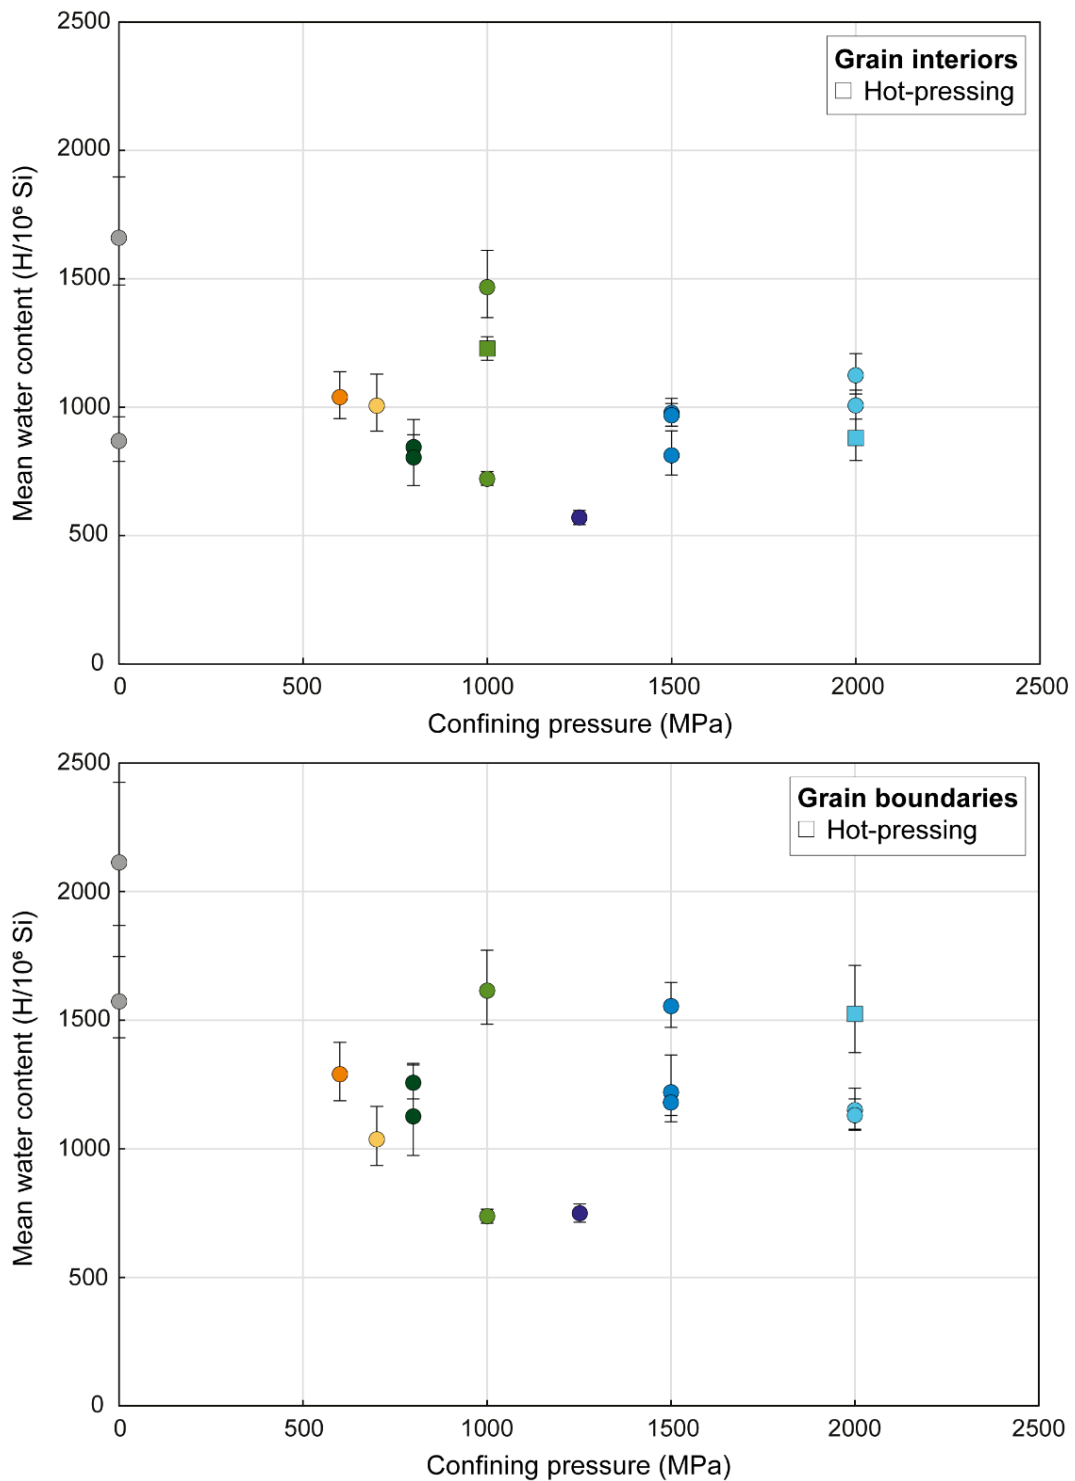 2500
2000
1500
1000
500
0
Mean water content (H/10⁶ Si)
Grain interiors
Hot-pressing
0 500 1000 1500 2000 2500
Confining pressure (MPa)
2500
2000
1500
1000
500
0
Mean water content (H/10⁶ Si)
Grain boundaries
Hot-pressing
0 500 1000 1500 2000 2500
Confining pressure (MPa)